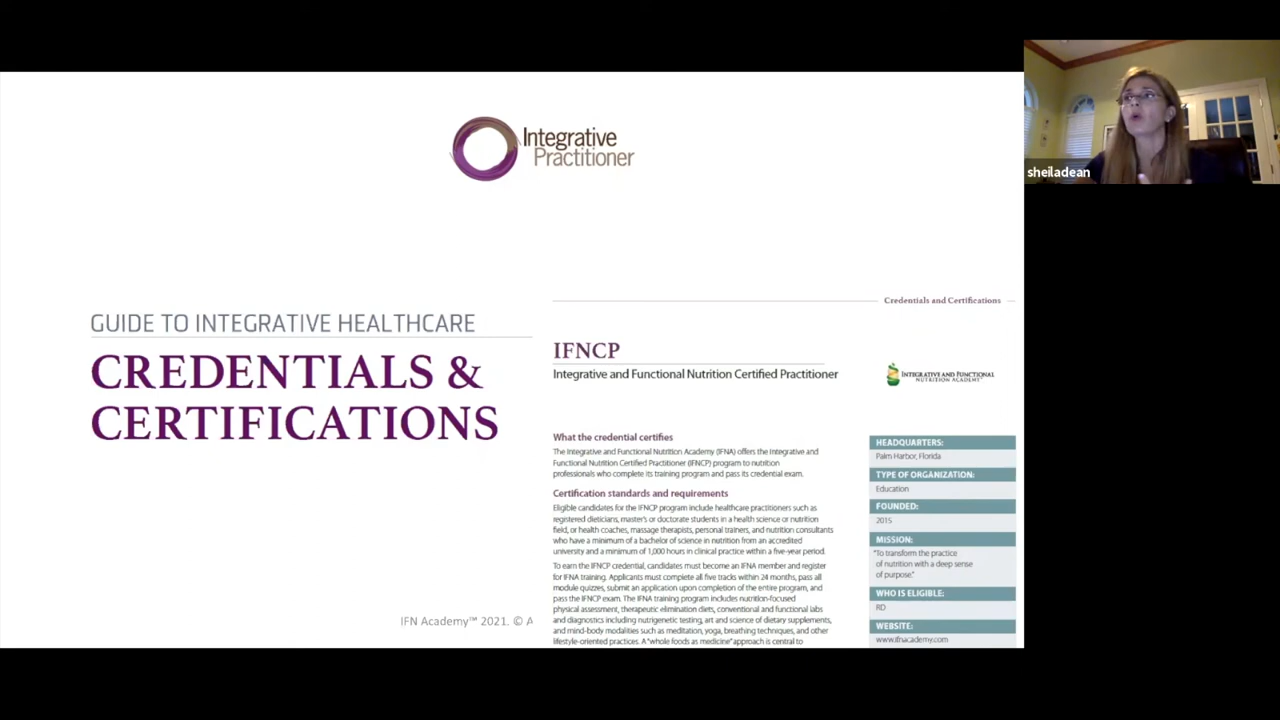 Integrative
Practitioner
sheiladean
GUIDE TO INTEGRATIVE HEALTHCARE
CREDENTIALS &
CERTIFICATIONS
IFN Academy™ 2021. © A
Credentials and Certifications
IFNCP
Integrative and Functional Nutrition Certified Practitioner
INTEGRATIVE AND FUNCTIONAL
NUTRITION ACADEMY™
What the credential certifies
The Integrative and Functional Nutrition Academy (IFNA) offers the Integrative and
Functional Nutrition Certified Practitioner (IFNCP) program to nutrition
professionals who complete its training program and pass its credential exam.
Certification standards and requirements
Eligible candidates for the IFNCP program include healthcare practitioners such as
registered dieticians, master's or doctorate students in a health science or nutrition
field, or health coaches, massage therapists, personal trainers, and nutrition consultants
who have a minimum of a bachelor of science in nutrition from an accredited
university and a minimum of 1,000 hours in clinical practice within a five-year period.
To earn the IFNCP credential, candidates must become an IFNA member and register
for IFNA training. Applicants must complete all five tracks within 24 months, pass all
module quizzes, submit an application upon completion of the entire program, and
pass the IFNCP exam. The IFNA training program includes nutrition-focused
physical assessment, therapeutic elimination diets, conventional and functional labs
and diagnostics including nutrigenetic testing, art and science of dietary supplements,
and mind-body modalities such as meditation, yoga, breathing techniques, and other
lifestyle-oriented practices. A "whole foods as medicine" approach is central to
HEADQUARTERS:
Palm Harbor, Florida
TYPE OF ORGANIZATION:
Education
FOUNDED:
2015
MISSION:
"To transform the practice
of nutrition with a deep sense
of purpose."
WHO IS ELIGIBLE:
RD
WEBSITE:
www.ifnacademy.com